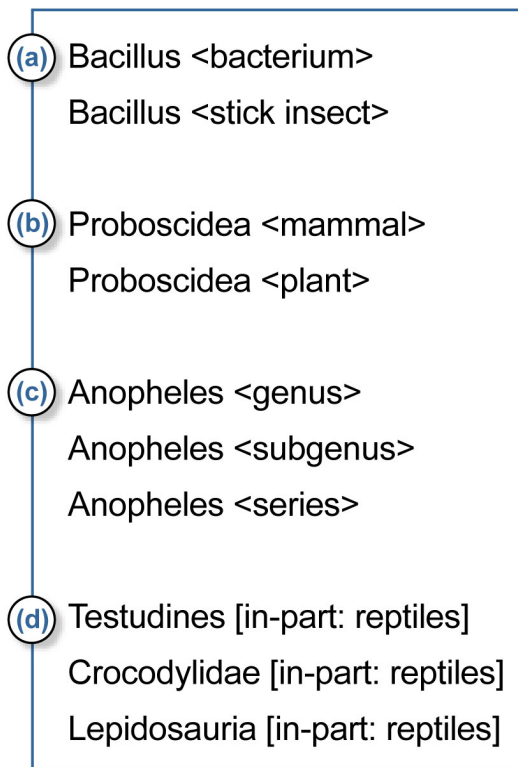 (a) Bacillus <bacterium>
Bacillus <stick insect>
(b) Proboscidea <mammal>
Proboscidea <plant>
(c) Anopheles <genus>
Anopheles <subgenus>
Anopheles <series>
(d) Testudines [in-part: reptiles]
Crocodylidae [in-part: reptiles]
Lepidosauria [in-part: reptiles]